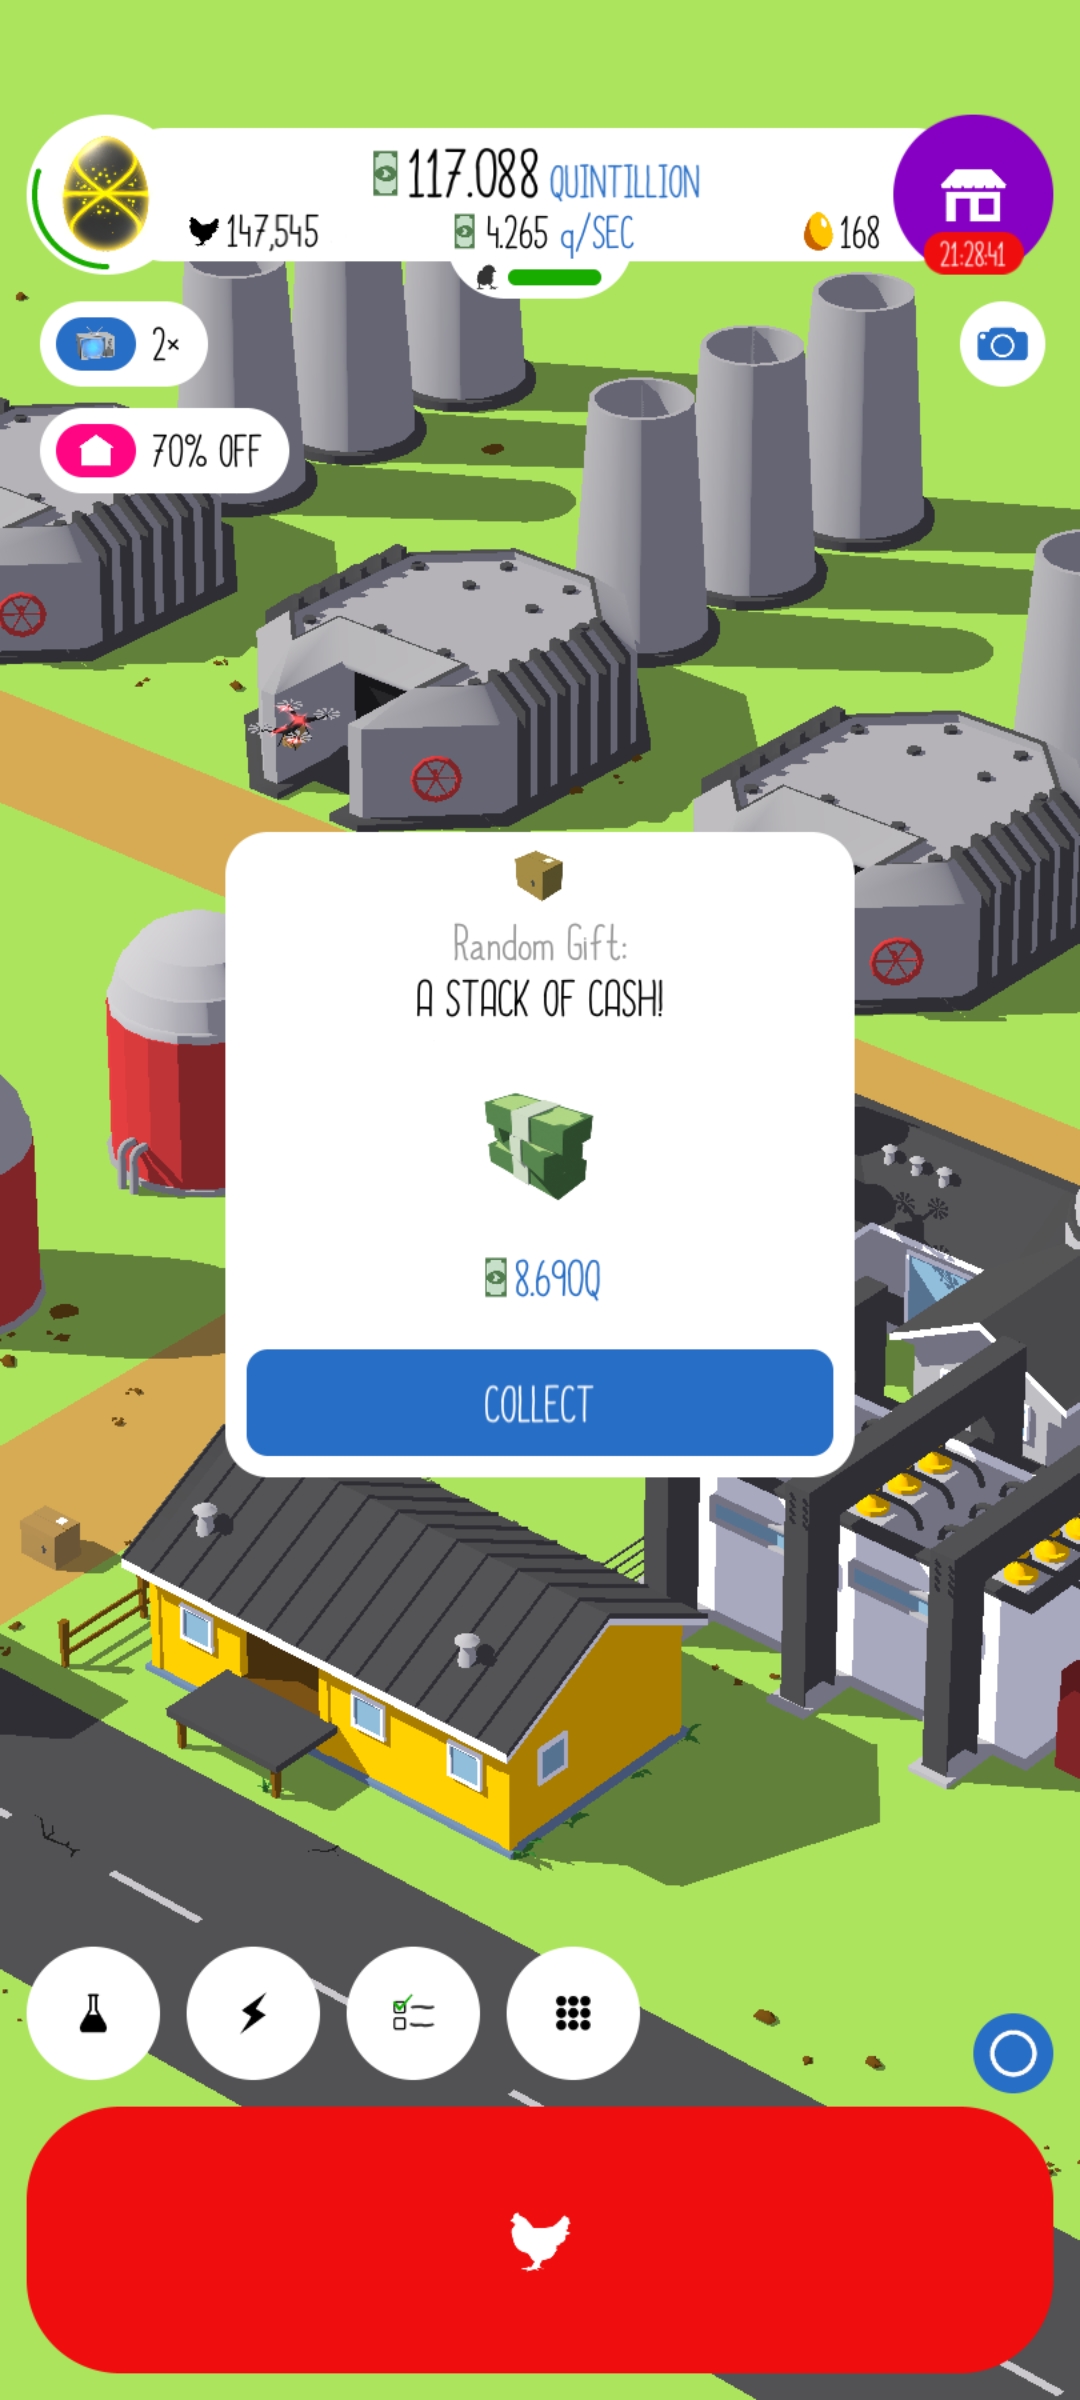 117.088 QUINTILLION
147,545
4.265 q/SEC
168
21:28:41
2×
70% OFF
Random Gift:
A STACK OF CASH!
8.690Q
COLLECT